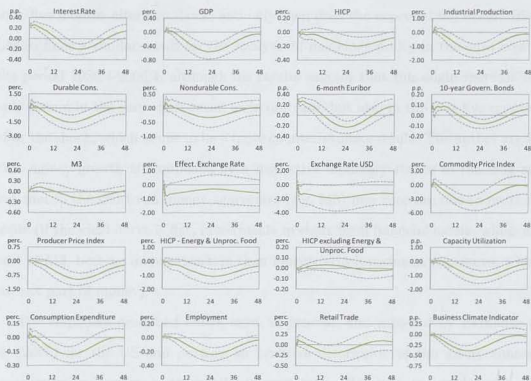 Interest Rate
p.p.
0.40
0.20
0.00
-0.20
-0.40
0 12 24 36 48
GDP
perc.
0.40
0.00
-0.40
-0.80
0 12 24 36 48
HICP
perc.
0.20
0.00
-0.20
-0.40
0 12 24 36 48
Industrial Production
perc.
1.00
0.00
-1.00
-2.00
0 12 24 36 48
Durable Cons.
perc.
1.50
0.00
-1.50
-3.00
0 12 24 36 48
Nondurable Cons.
perc.
0.50
0.00
-0.50
-1.00
0 12 24 36 48
6-month Euribor
p.p.
0.40
0.20
0.00
-0.20
-0.40
0 12 24 36 48
10-year Govern. Bonds
p.p.
0.20
0.10
0.00
-0.10
-0.20
0 12 24 36 48
M3
perc.
0.60
0.30
0.00
-0.30
-0.60
0 12 24 36 48
Effect. Exchange Rate
perc.
1.00
0.00
-1.00
-2.00
0 12 24 36 48
Exchange Rate USD
perc.
2.00
0.00
-2.00
-4.00
0 12 24 36 48
Commodity Price Index
perc.
3.00
0.00
-3.00
-6.00
0 12 24 36 48
Producer Price Index
perc.
0.75
0.00
-0.75
-1.50
0 12 24 36 48
HICP - Energy & Unproc. Food
perc.
1.00
0.00
-1.00
-2.00
0 12 24 36 48
HICP excluding Energy &
Unproc. Food
perc.
0.20
0.10
0.00
-0.10
-0.20
0 12 24 36 48
Capacity Utilization
p.p.
1.00
0.00
-1.00
-2.00
0 12 24 36 48
Consumption Expenditure
perc.
0.15
0.00
-0.15
-0.30
0 12 24 36 48
Employment
perc.
0.20
0.00
-0.20
-0.40
0 12 24 36 48
Retail Trade
perc.
0.50
0.25
0.00
-0.25
-0.50
0 12 24 36 48
Business Climate Indicator
p.p.
0.25
0.00
-0.25
-0.50
-0.75
0 12 24 36 48